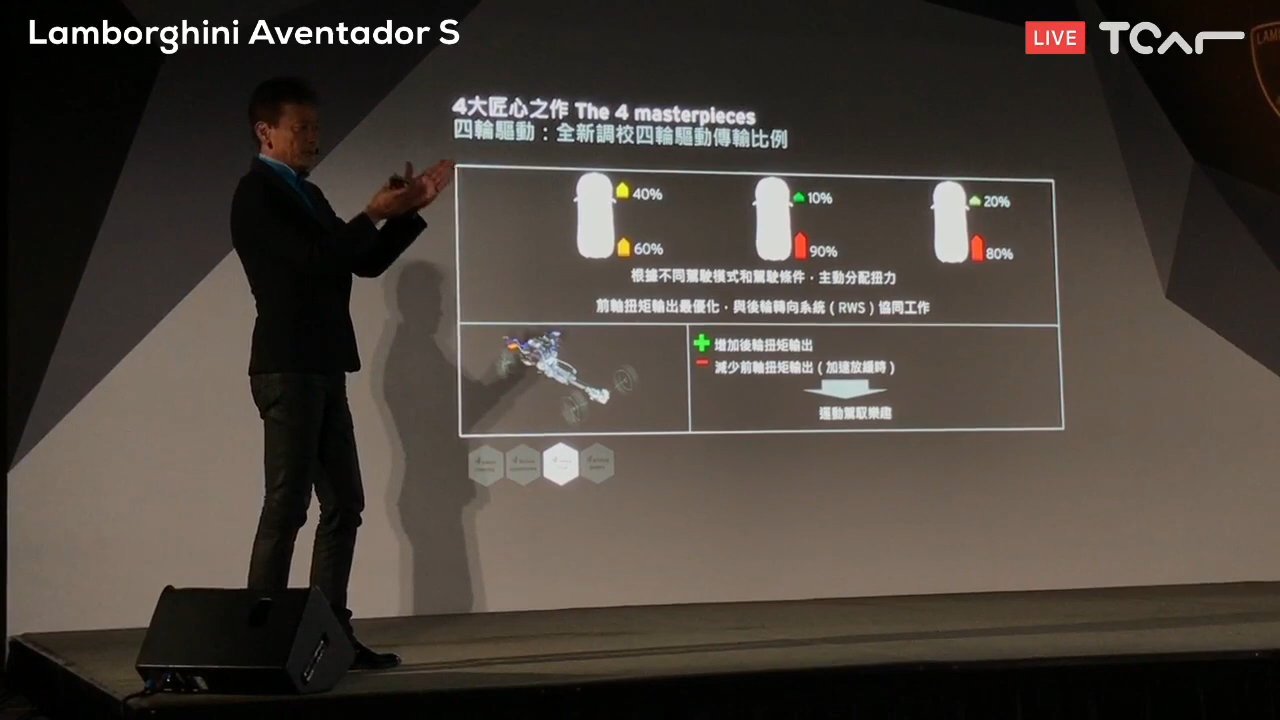 Lamborghini Aventador S
LIVE TCar
LAM
4大匠心之作 The 4 masterpieces
四輪驅動：全新調校四輪驅動傳輸比例
40% 10% 20%
60% 90% 80%
根據不同駕駛模式和駕駛條件，主動分配扭力
前軸扭矩輸出最優化，與後輪轉向系統 ( RWS ) 協同工作
增加後輪扭矩輸出
減少前輪扭矩輸出 ( 加速放緩時 )
運動駕馭樂趣